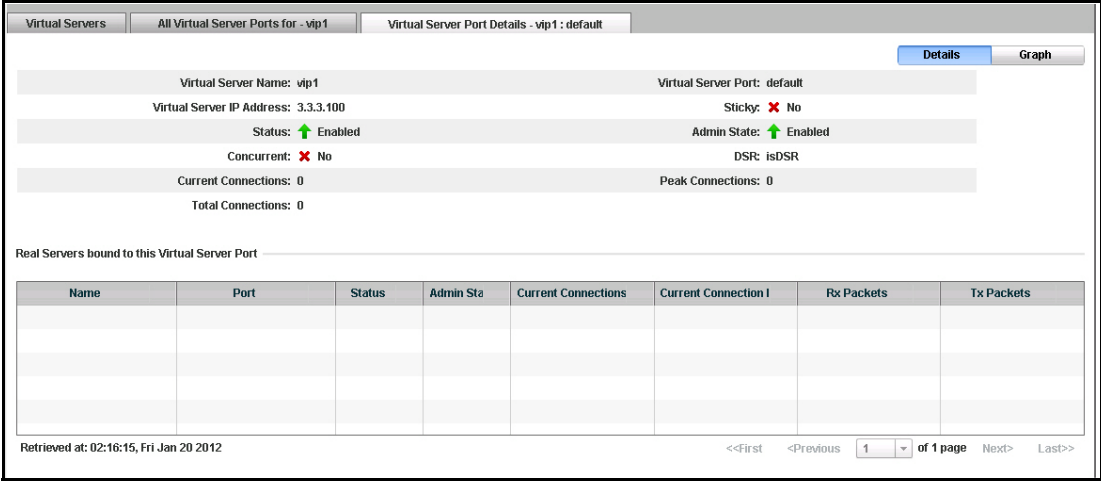 Virtual Servers All Virtual Server Ports for - vip1 Virtual Server Port Details - vip1 : default
Details Graph
Virtual Server Name: vip1 Virtual Server Port: default
Virtual Server IP Address: 3.3.3.100 Sticky: No
Status: Enabled Admin State: Enabled
Concurrent: No DSR: isDSR
Current Connections: 0 Peak Connections: 0
Total Connections: 0
Real Servers bound to this Virtual Server Port
Name Port Status Admin Sta Current Connections Current Connection I Rx Packets Tx Packets
Retrieved at: 02:16:15, Fri Jan 20 2012 <<First <Previous 1 of 1 page Next> Last>>